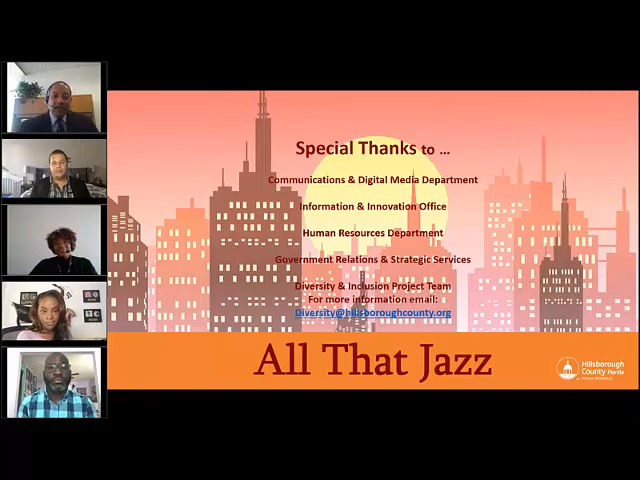 Special Thanks to ...
Communications & Digital Media Department
Information & Innovation Office
Human Resources Department
Government Relations & Strategic Services
Diversity & Inclusion Project Team
For more information email:
Diversity@hillsboroughcounty.org
All That Jazz
Hillsborough
County Florida